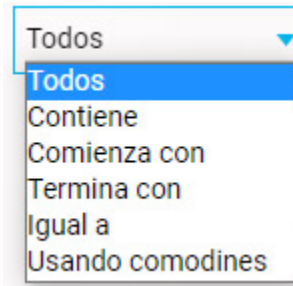 Todos
Todos
Contiene
Comienza con
Termina con
Igual a
Usando comodines